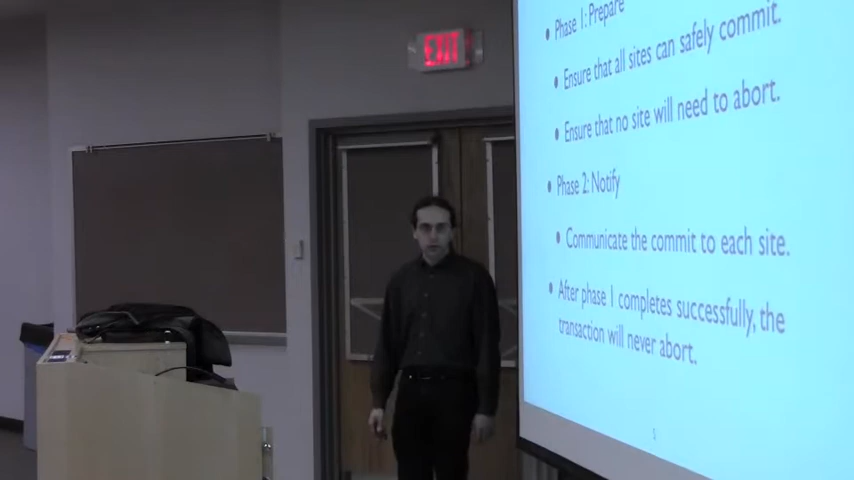 EXIT
• Phase 1: Prepare
• Ensure that all sites can safely commit.
• Ensure that no site will need to abort.
• Phase 2: Notify
• Communicate the commit to each site.
• After phase 1 completes successfully, the
transaction will never abort.
5